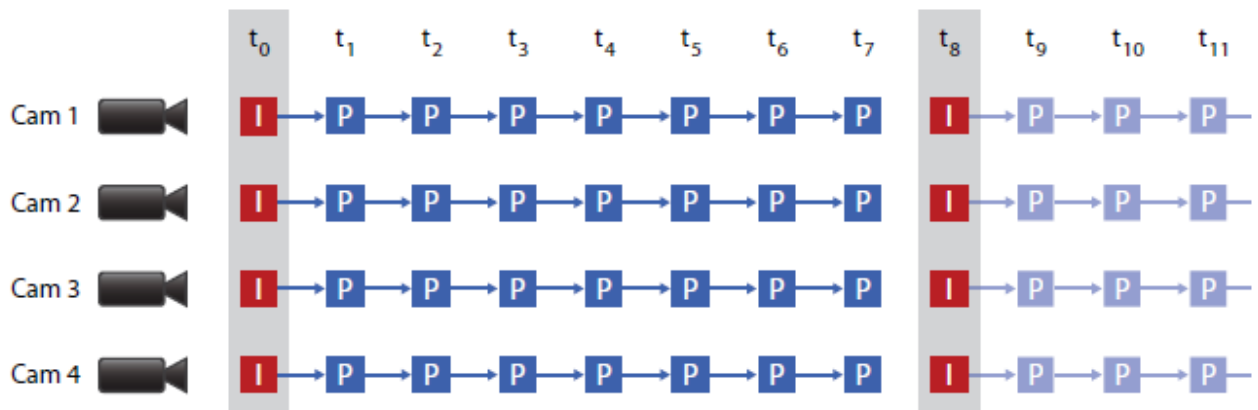 t0 t1 t2 t3 t4 t5 t6 t7 t8 t9 t10 t11
Cam 1 I P P P P P P P I P P P
Cam 2 I P P P P P P P I P P P
Cam 3 I P P P P P P P I P P P
Cam 4 I P P P P P P P I P P P